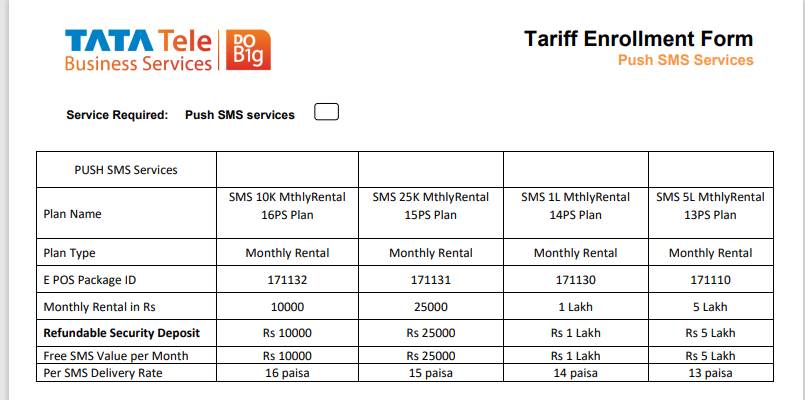 TATA Tele
Business Services
DO
B1g
Tariff Enrollment Form
Push SMS Services
Service Required: Push SMS services
PUSH SMS Services
Plan Name SMS 10K MthlyRental 16PS Plan SMS 25K MthlyRental 15PS Plan SMS 1L MthlyRental 14PS Plan SMS 5L MthlyRental 13PS Plan
Plan Type Monthly Rental Monthly Rental Monthly Rental Monthly Rental
E POS Package ID 171132 171131 171130 171110
Monthly Rental in Rs 10000 25000 1 Lakh 5 Lakh
Refundable Security Deposit Rs 10000 Rs 25000 Rs 1 Lakh Rs 5 Lakh
Free SMS Value per Month Rs 10000 Rs 25000 Rs 1 Lakh Rs 5 Lakh
Per SMS Delivery Rate 16 paisa 15 paisa 14 paisa 13 paisa